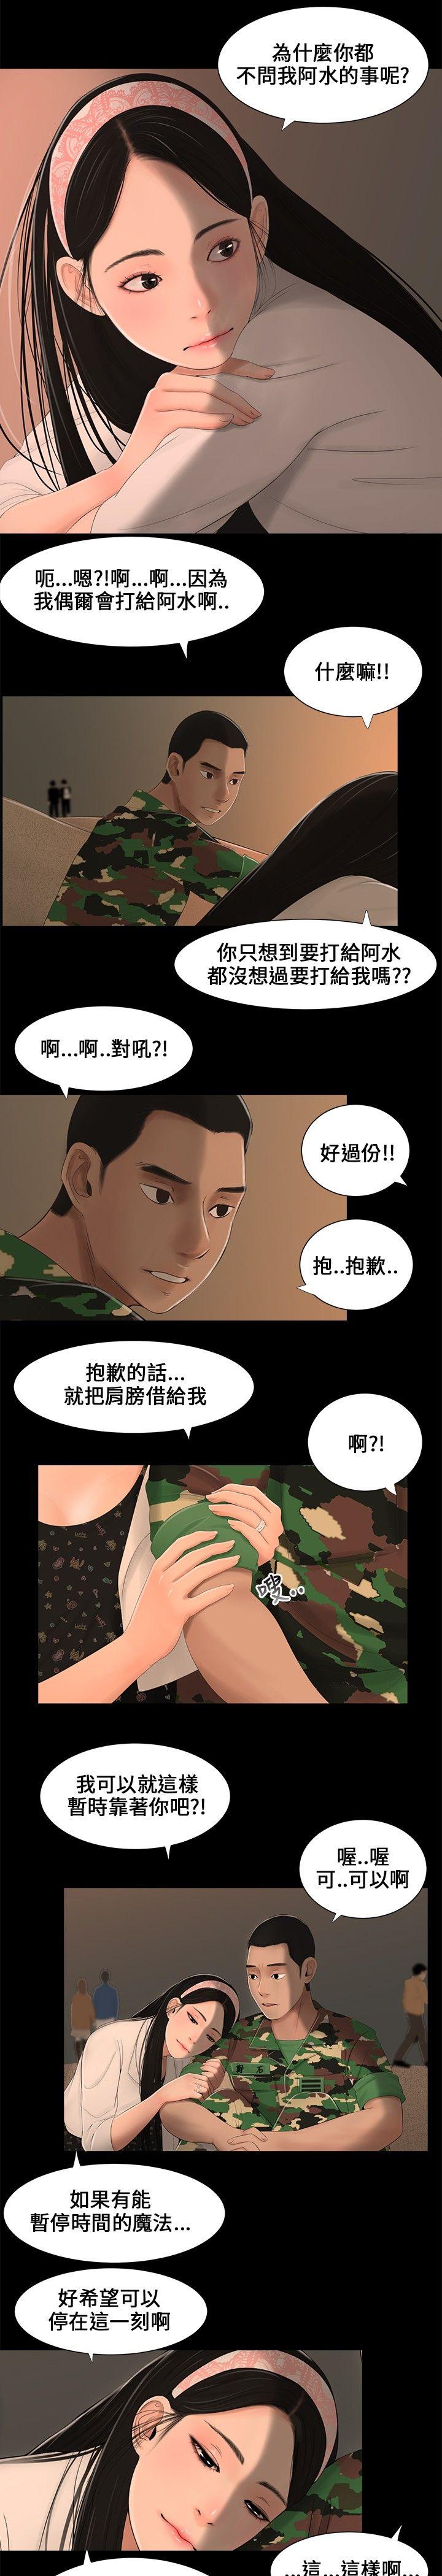 為什麼你都
不問我阿水的事呢?
呃...嗯?!啊...啊...因為
我偶爾會打給阿水啊..
什麼嘛!!
你只想到要打給阿水
都沒想過要打給我嗎??
啊...啊..對吼?!
好過份!!
抱..抱歉..
抱歉的話...
就把肩膀借給我
啊?!
嗖..
我可以就這樣
暫時靠著你吧?!
喔..喔
可..可以啊
石
如果有能
暫停時間的魔法...
好希望可以
停在這一刻啊
...這...這樣啊...